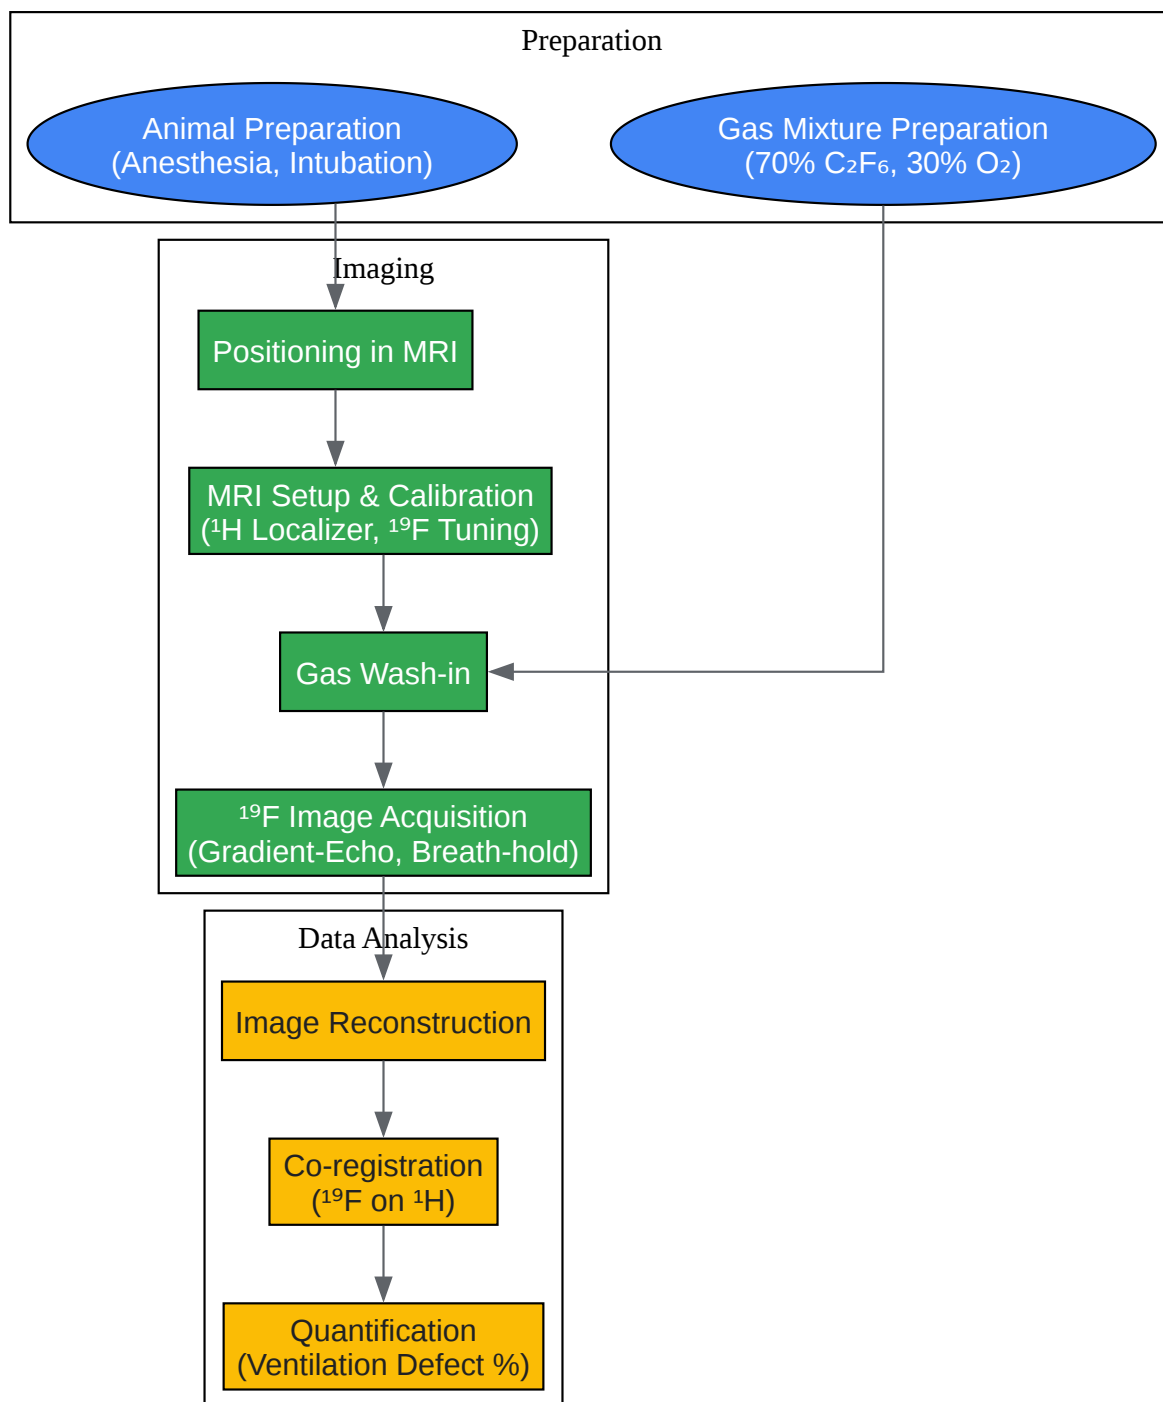 Preparation
Animal Preparation
(Anesthesia, Intubation)
Gas Mixture Preparation
(70% C₂F₆, 30% O₂)
Imaging
Positioning in MRI
MRI Setup & Calibration
(¹H Localizer, ¹⁹F Tuning)
Gas Wash-in
¹⁹F Image Acquisition
(Gradient-Echo, Breath-hold)
Data Analysis
Image Reconstruction
Co-registration
(¹⁹F on ¹H)
Quantification
(Ventilation Defect %)